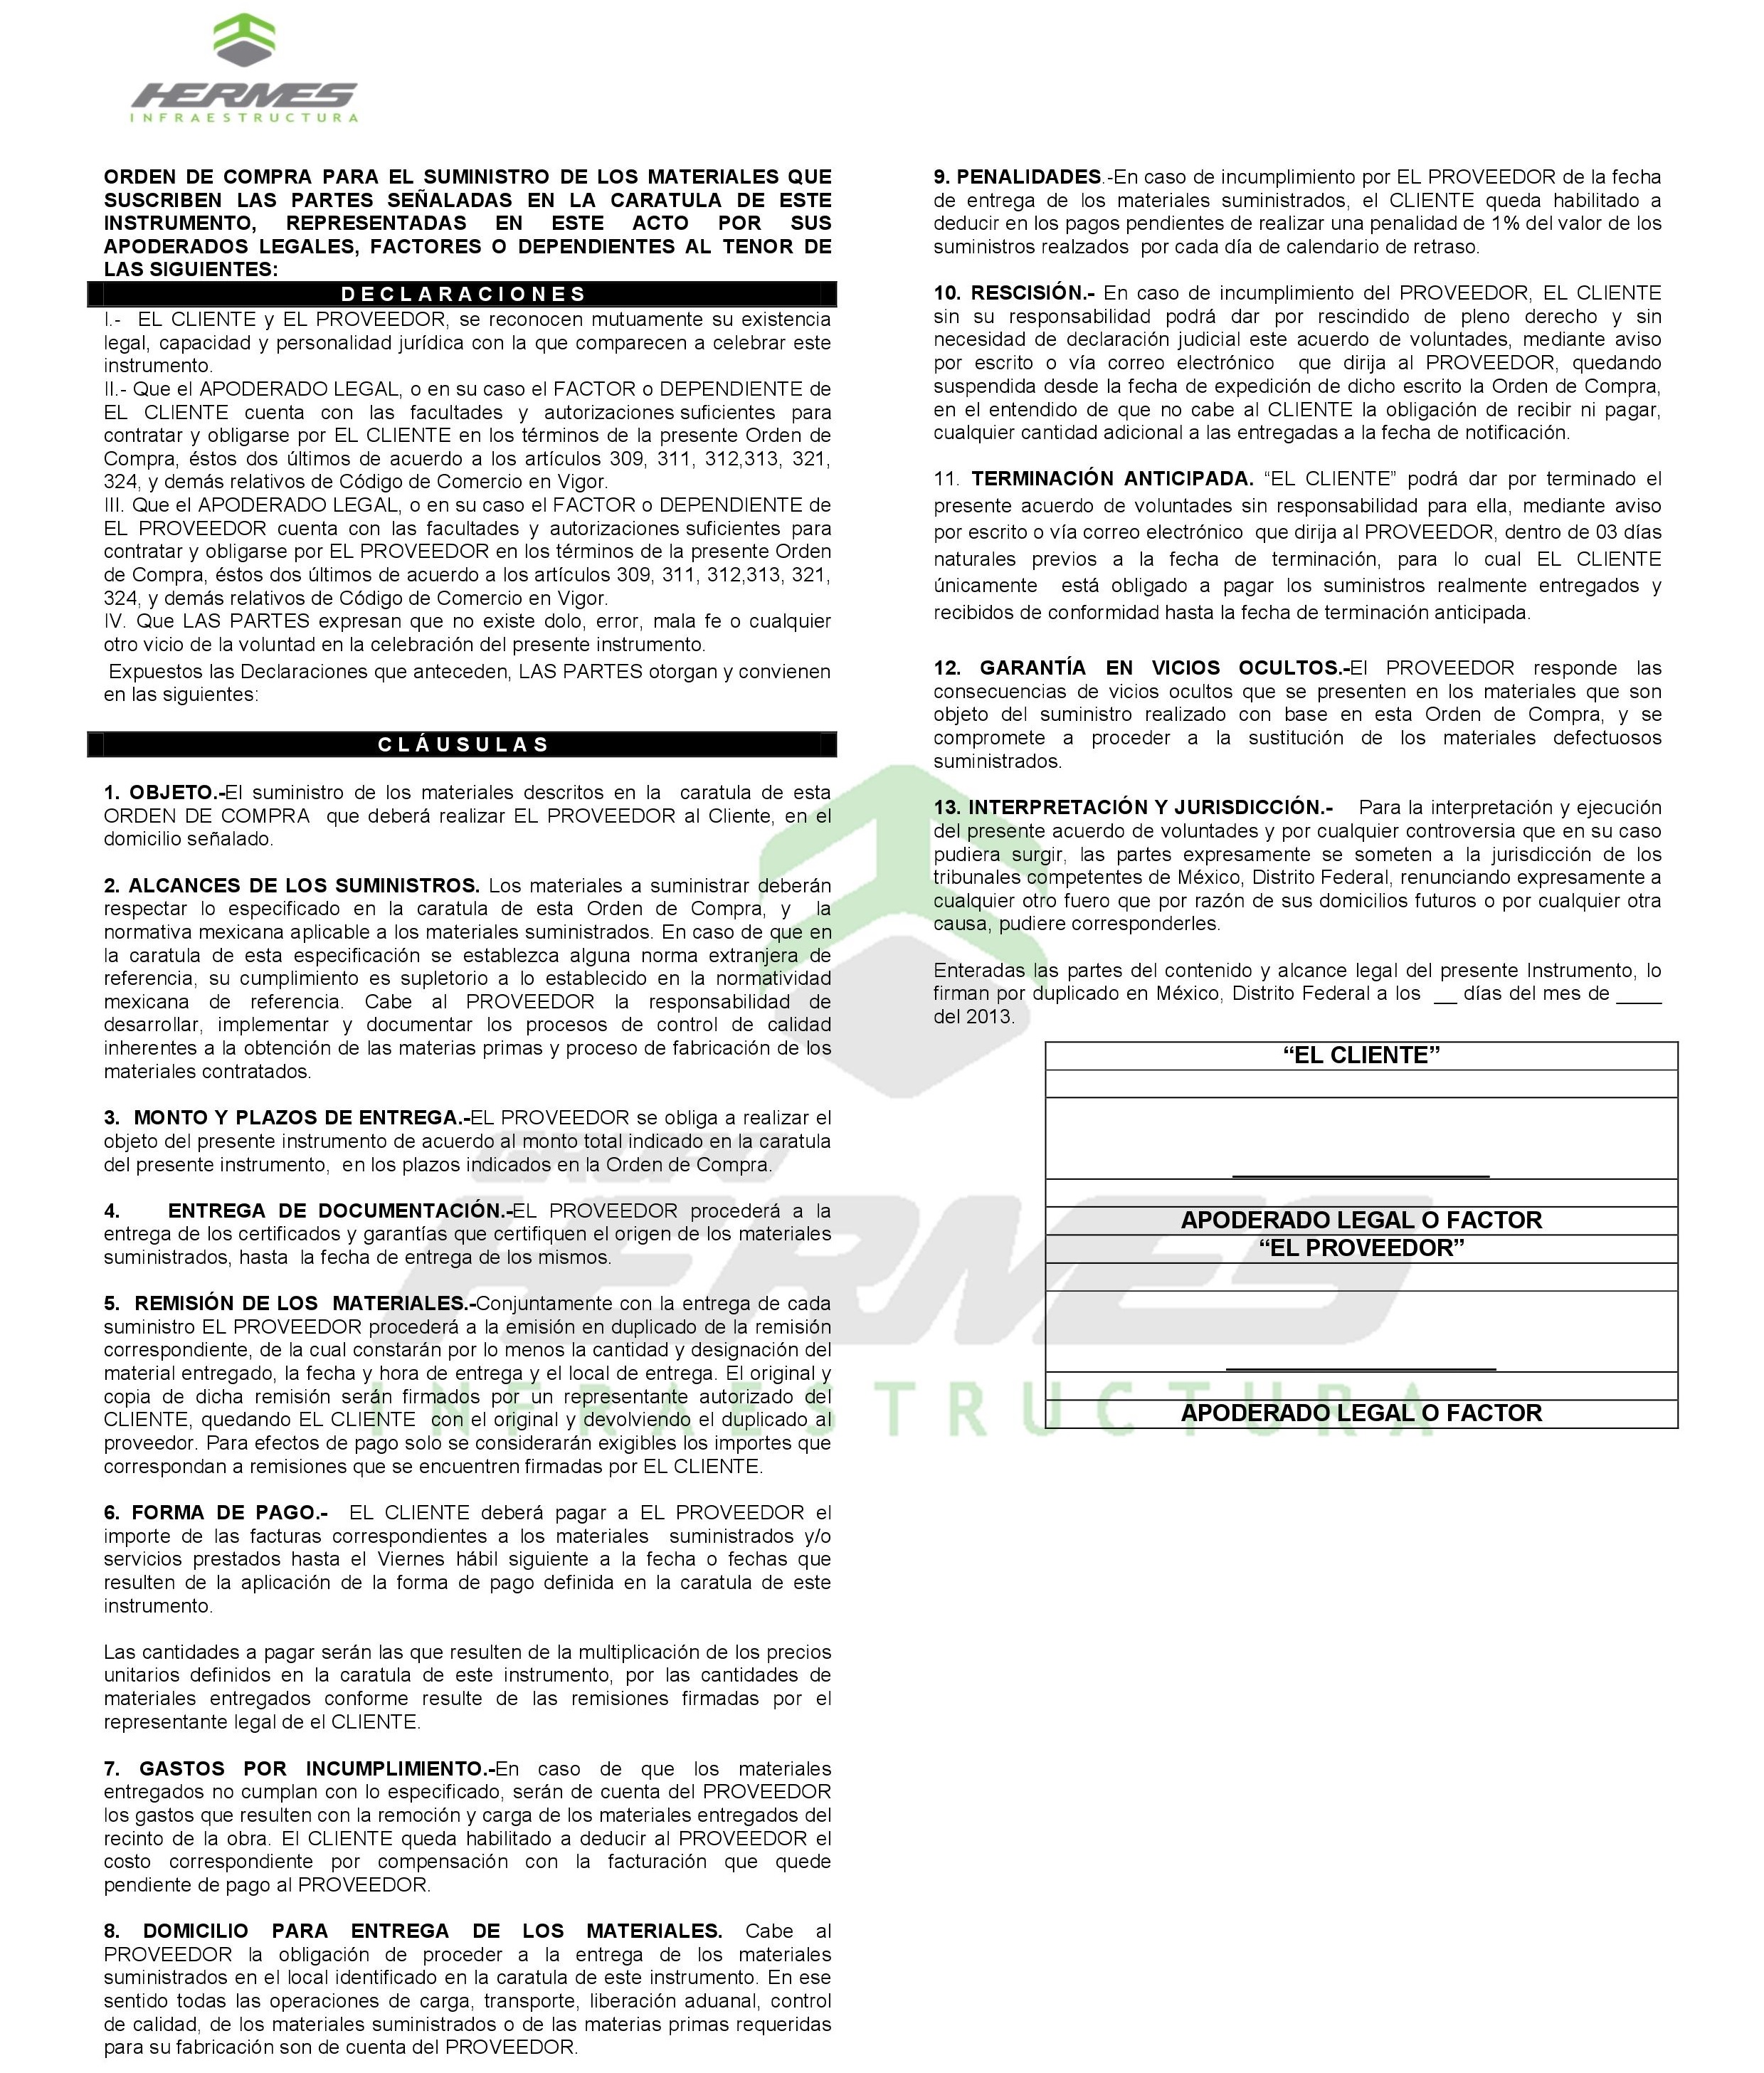 HERMES
INFRAESTRUCTURA
ORDEN DE COMPRA PARA EL SUMINISTRO DE LOS MATERIALES QUE
SUSCRIBEN LAS PARTES SEÑALADAS EN LA CARATULA DE ESTE
INSTRUMENTO, REPRESENTADAS EN ESTE ACTO POR SUS
APODERADOS LEGALES, FACTORES O DEPENDIENTES AL TENOR DE
LAS SIGUIENTES:
DECLARACIONES
I.- EL CLIENTE y EL PROVEEDOR, se reconocen mutuamente su existencia
legal, capacidad y personalidad jurídica con la que comparecen a celebrar este
instrumento.
II.- Que el APODERADO LEGAL, o en su caso el FACTOR o DEPENDIENTE de
EL CLIENTE cuenta con las facultades y autorizaciones suficientes para
contratar y obligarse por EL CLIENTE en los términos de la presente Orden de
Compra, éstos dos últimos de acuerdo a los artículos 309, 311, 312,313, 321,
324, y demás relativos de Código de Comercio en Vigor.
III. Que el APODERADO LEGAL, o en su caso el FACTOR o DEPENDIENTE de
EL PROVEEDOR cuenta con las facultades y autorizaciones suficientes para
contratar y obligarse por EL PROVEEDOR en los términos de la presente Orden
de Compra, éstos dos últimos de acuerdo a los artículos 309, 311, 312,313, 321,
324, y demás relativos de Código de Comercio en Vigor.
IV. Que LAS PARTES expresan que no existe dolo, error, mala fe o cualquier
otro vicio de la voluntad en la celebración del presente instrumento.
Expuestos las Declaraciones que anteceden, LAS PARTES otorgan y convienen
en las siguientes:
CLÁUSULAS
1. OBJETO.-El suministro de los materiales descritos en la caratula de esta
ORDEN DE COMPRA que deberá realizar EL PROVEEDOR al Cliente, en el
domicilio señalado.
2. ALCANCES DE LOS SUMINISTROS. Los materiales a suministrar deberán
respectar lo especificado en la caratula de esta Orden de Compra, y la
normativa mexicana aplicable a los materiales suministrados. En caso de que en
la caratula de esta especificación se establezca alguna norma extranjera de
referencia, su cumplimiento es supletorio a lo establecido en la normatividad
mexicana de referencia. Cabe al PROVEEDOR la responsabilidad de
desarrollar, implementar y documentar los procesos de control de calidad
inherentes a la obtención de las materias primas y proceso de fabricación de los
materiales contratados.
3. MONTO Y PLAZOS DE ENTREGA.-EL PROVEEDOR se obliga a realizar el
objeto del presente instrumento de acuerdo al monto total indicado en la caratula
del presente instrumento, en los plazos indicados en la Orden de Compra.
4. ENTREGA DE DOCUMENTACIÓN.-EL PROVEEDOR procederá a la
entrega de los certificados y garantías que certifiquen el origen de los materiales
suministrados, hasta la fecha de entrega de los mismos.
5. REMISIÓN DE LOS MATERIALES.-Conjuntamente con la entrega de cada
suministro EL PROVEEDOR procederá a la emisión en duplicado de la remisión
correspondiente, de la cual constarán por lo menos la cantidad y designación del
material entregado, la fecha y hora de entrega y el local de entrega. El original y
copia de dicha remisión serán firmados por un representante autorizado del
CLIENTE, quedando EL CLIENTE con el original y devolviendo el duplicado al
proveedor. Para efectos de pago solo se considerarán exigibles los importes que
correspondan a remisiones que se encuentren firmadas por EL CLIENTE.
6. FORMA DE PAGO.- EL CLIENTE deberá pagar a EL PROVEEDOR el
importe de las facturas correspondientes a los materiales suministrados y/o
servicios prestados hasta el Viernes hábil siguiente a la fecha o fechas que
resulten de la aplicación de la forma de pago definida en la caratula de este
instrumento.
Las cantidades a pagar serán las que resulten de la multiplicación de los precios
unitarios definidos en la caratula de este instrumento, por las cantidades de
materiales entregados conforme resulte de las remisiones firmadas por el
representante legal de el CLIENTE.
7. GASTOS POR INCUMPLIMIENTO.-En caso de que los materiales
entregados no cumplan con lo especificado, serán de cuenta del PROVEEDOR
los gastos que resulten con la remoción y carga de los materiales entregados del
recinto de la obra. El CLIENTE queda habilitado a deducir al PROVEEDOR el
costo correspondiente por compensación con la facturación que quede
pendiente de pago al PROVEEDOR.
8. DOMICILIO PARA ENTREGA DE LOS MATERIALES. Cabe al
PROVEEDOR la obligación de proceder a la entrega de los materiales
suministrados en el local identificado en la caratula de este instrumento. En ese
sentido todas las operaciones de carga, transporte, liberación aduanal, control
de calidad, de los materiales suministrados o de las materias primas requeridas
para su fabricación son de cuenta del PROVEEDOR.
9. PENALIDADES.-En caso de incumplimiento por EL PROVEEDOR de la fecha
de entrega de los materiales suministrados, el CLIENTE queda habilitado a
deducir en los pagos pendientes de realizar una penalidad de 1% del valor de los
suministros realzados por cada día de calendario de retraso.
10. RESCISIÓN.- En caso de incumplimiento del PROVEEDOR, EL CLIENTE
sin su responsabilidad podrá dar por rescindido de pleno derecho y sin
necesidad de declaración judicial este acuerdo de voluntades, mediante aviso
por escrito o vía correo electrónico que dirija al PROVEEDOR, quedando
suspendida desde la fecha de expedición de dicho escrito la Orden de Compra,
en el entendido de que no cabe al CLIENTE la obligación de recibir ni pagar,
cualquier cantidad adicional a las entregadas a la fecha de notificación.
11. TERMINACIÓN ANTICIPADA. “EL CLIENTE” podrá dar por terminado el
presente acuerdo de voluntades sin responsabilidad para ella, mediante aviso
por escrito o vía correo electrónico que dirija al PROVEEDOR, dentro de 03 días
naturales previos a la fecha de terminación, para lo cual EL CLIENTE
únicamente está obligado a pagar los suministros realmente entregados y
recibidos de conformidad hasta la fecha de terminación anticipada.
12. GARANTÍA EN VICIOS OCULTOS.-El PROVEEDOR responde las
consecuencias de vicios ocultos que se presenten en los materiales que son
objeto del suministro realizado con base en esta Orden de Compra, y se
compromete a proceder a la sustitución de los materiales defectuosos
suministrados.
13. INTERPRETACIÓN Y JURISDICCIÓN.- Para la interpretación y ejecución
del presente acuerdo de voluntades y por cualquier controversia que en su caso
pudiera surgir, las partes expresamente se someten a la jurisdicción de los
tribunales competentes de México, Distrito Federal, renunciando expresamente a
cualquier otro fuero que por razón de sus domicilios futuros o por cualquier otra
causa, pudiere corresponderles.
Enteradas las partes del contenido y alcance legal del presente Instrumento, lo
firman por duplicado en México, Distrito Federal a los __ días del mes de ____
del 2013.
“EL CLIENTE”
APODERADO LEGAL O FACTOR
“EL PROVEEDOR”
APODERADO LEGAL O FACTOR
GRUPO
HERMES
INFRAESTRUCTURA